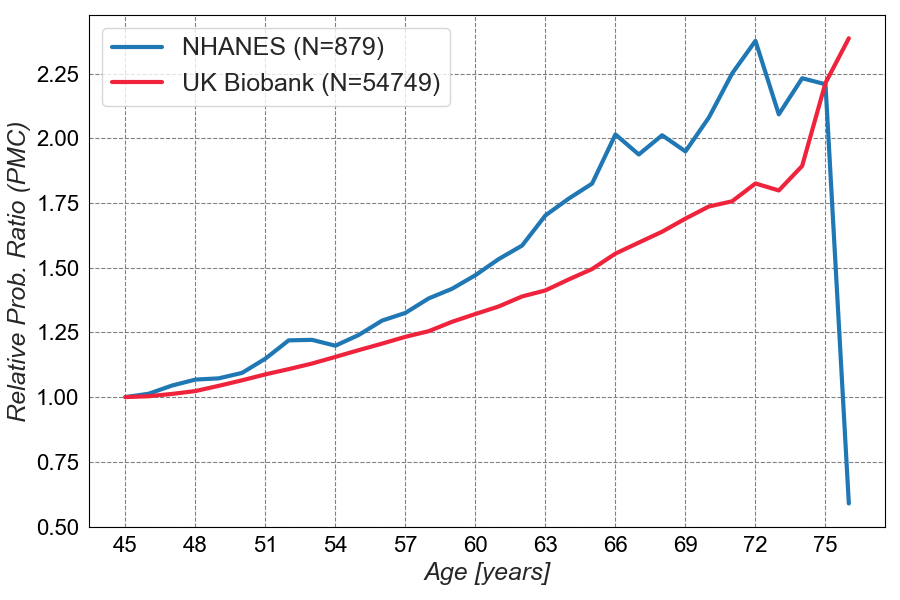 NHANES (N=879)
UK Biobank (N=54749)
Relative Prob. Ratio (PMC)
2.25
2.00
1.75
1.50
1.25
1.00
0.75
0.50
45 48 51 54 57 60 63 66 69 72 75
Age [years]